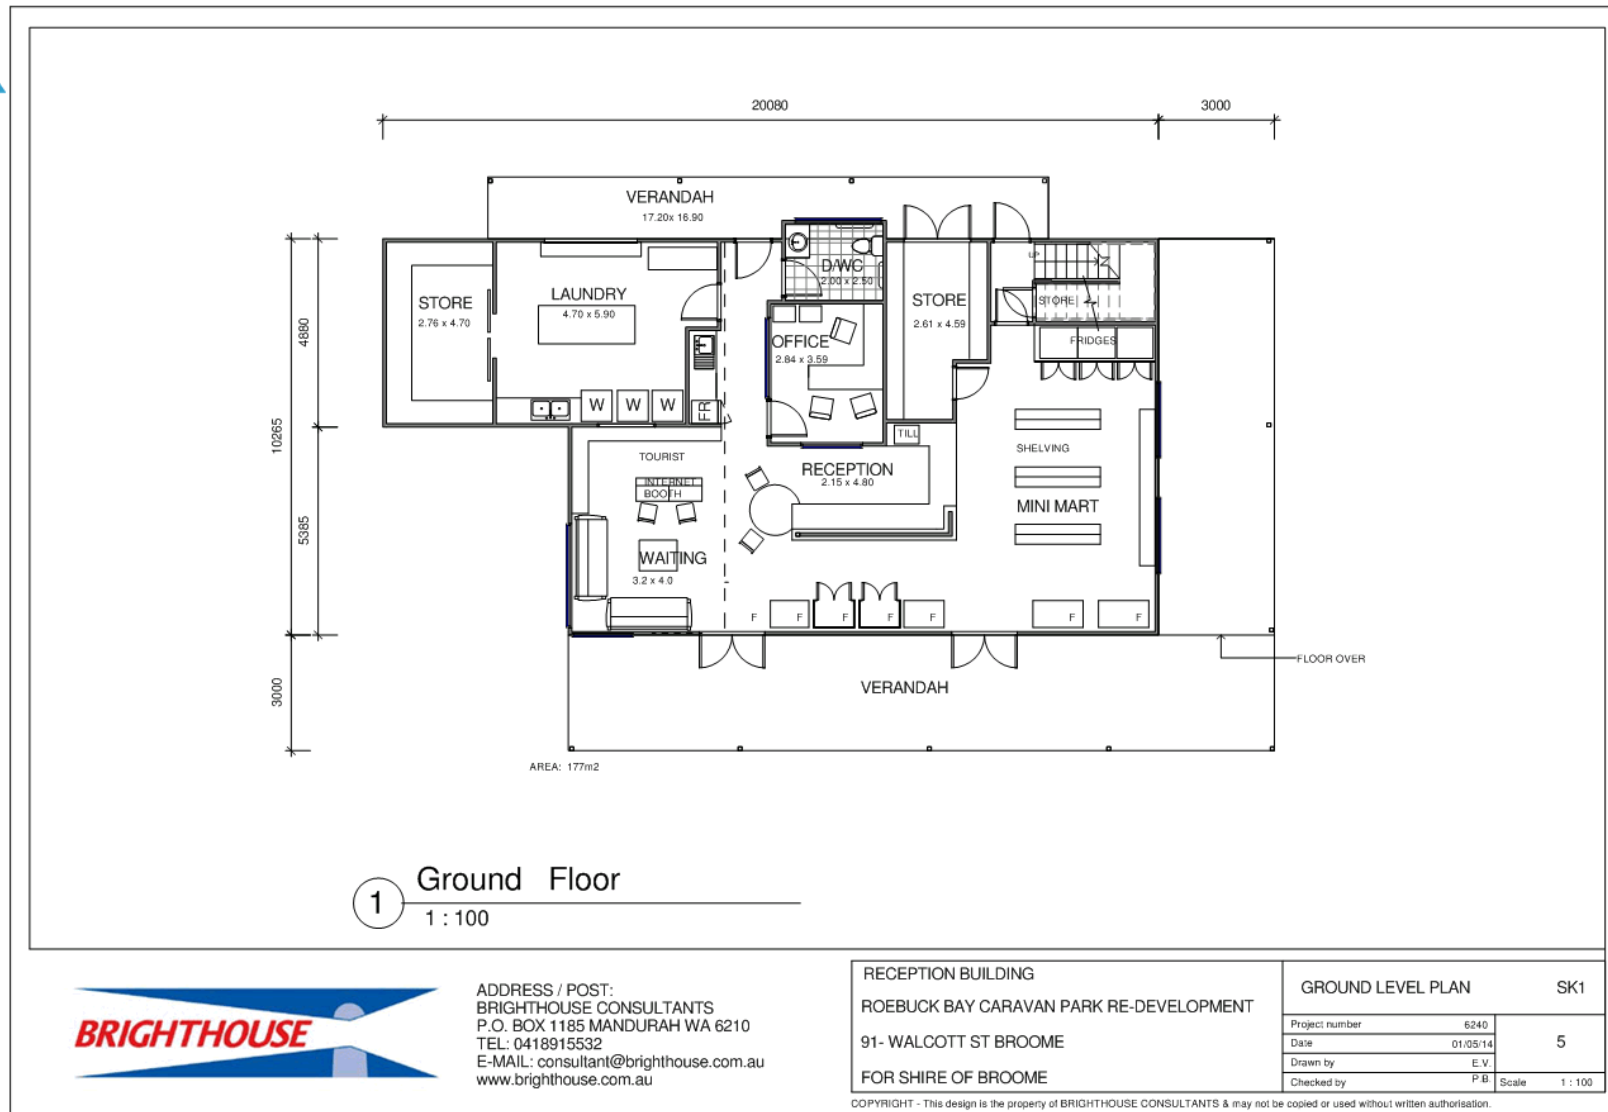 20080
3000
VERANDAH
17.20x 16.90
D/WC
2.00 x 2.50
UP
STORE
2.76 x 4.70
LAUNDRY
4.70 x 5.90
STORE
2.61 x 4.59
STORE
FRIDGES
OFFICE
2.84 x 3.59
4880
10265
5385
3000
W
W
W
FR
TILL
TOURIST
INTERNET
BOOTH
RECEPTION
2.15 x 4.80
SHELVING
MINI MART
WAITING
3.2 x 4.0
F
F
F
F
F
F
F
FLOOR OVER
VERANDAH
AREA: 177m2
1
Ground Floor
1 : 100
BRIGHTHOUSE
ADDRESS / POST:
BRIGHTHOUSE CONSULTANTS
P.O. BOX 1185 MANDURAH WA 6210
TEL: 0418915532
E-MAIL: consultant@brighthouse.com.au
www.brighthouse.com.au
RECEPTION BUILDING
ROEBUCK BAY CARAVAN PARK RE-DEVELOPMENT
91- WALCOTT ST BROOME
FOR SHIRE OF BROOME
GROUND LEVEL PLAN SK1
Project number 6240
Date 01/05/14
Drawn by E.V.
Checked by P.B.
5
Scale 1 : 100
COPYRIGHT - This design is the property of BRIGHTHOUSE CONSULTANTS & may not be copied or used without written authorisation.